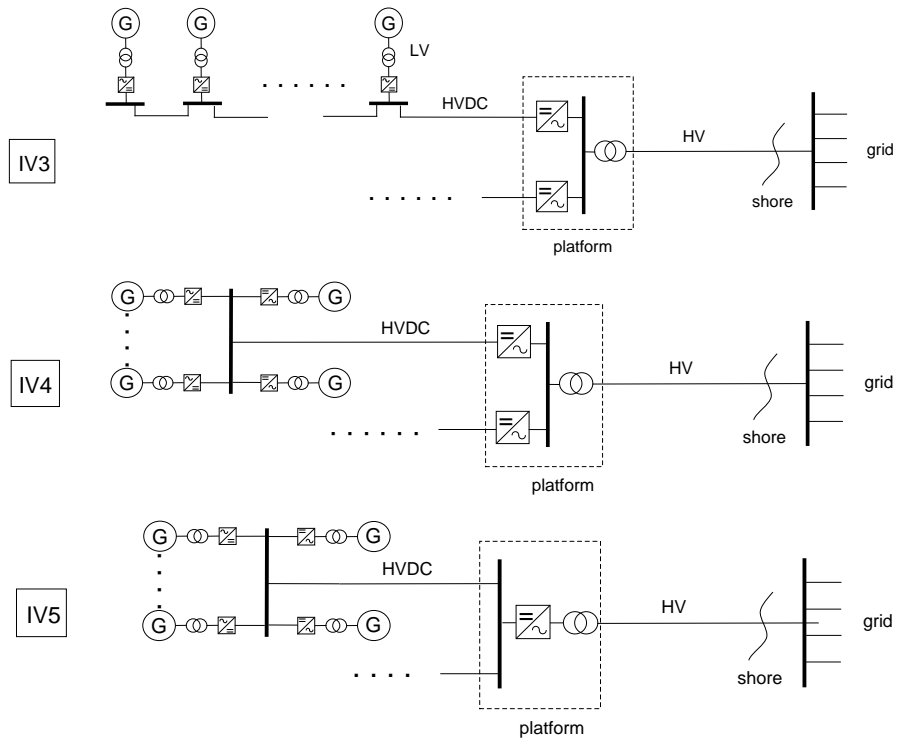 G G G
LV
HVDC
HV
IV3
grid
shore
platform
G G
HVDC
HV
IV4
G G
grid
shore
platform
G G
HVDC
HV
IV5
G G
grid
shore
platform